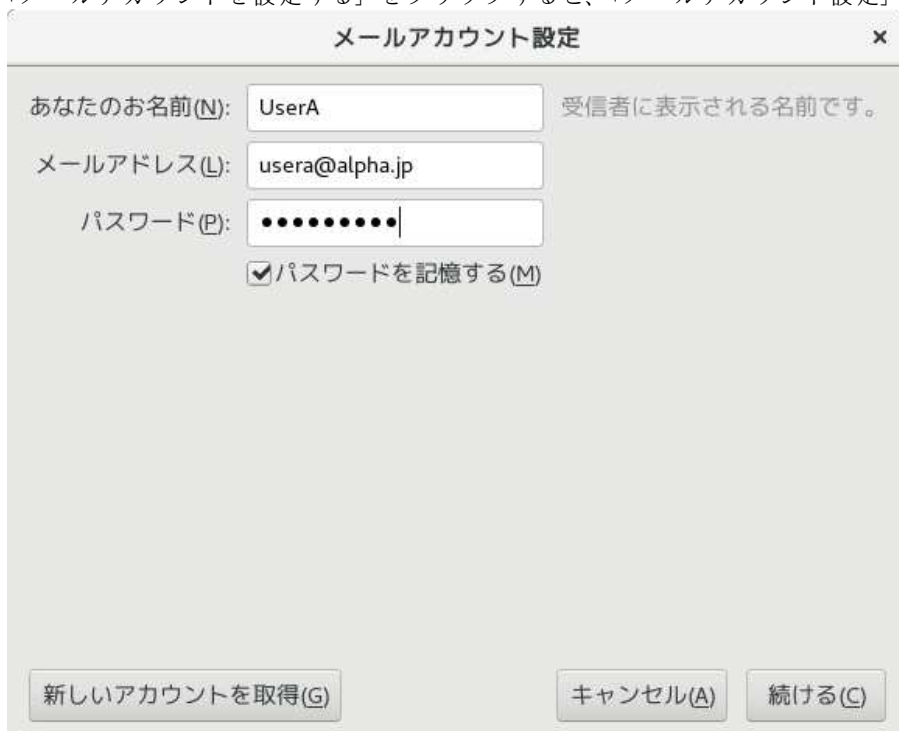 メールアカウント設定 ×
あなたのお名前(N): UserA 受信者に表示される名前です。
メールアドレス(L): usera@alpha.jp
パスワード(P): ●●●●●●●●●
パスワードを記憶する(M)
新しいアカウントを取得(G) キャンセル(A) 続ける(C)